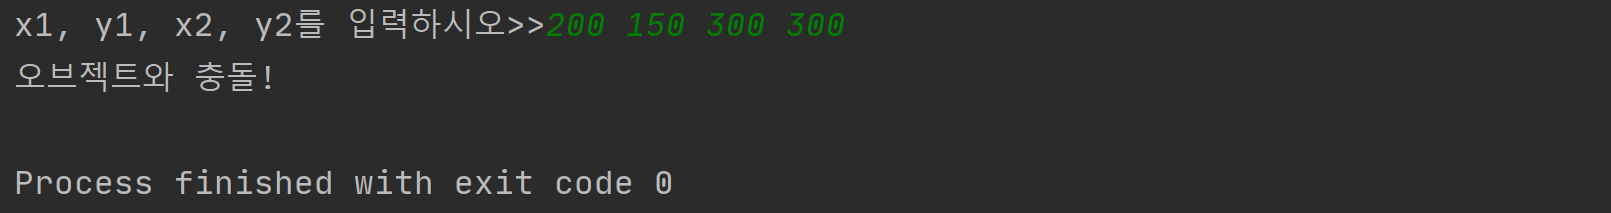 x1, y1, x2, y2를 입력하시오>>200 150 300 300
오브젝트와 충돌!
Process finished with exit code 0